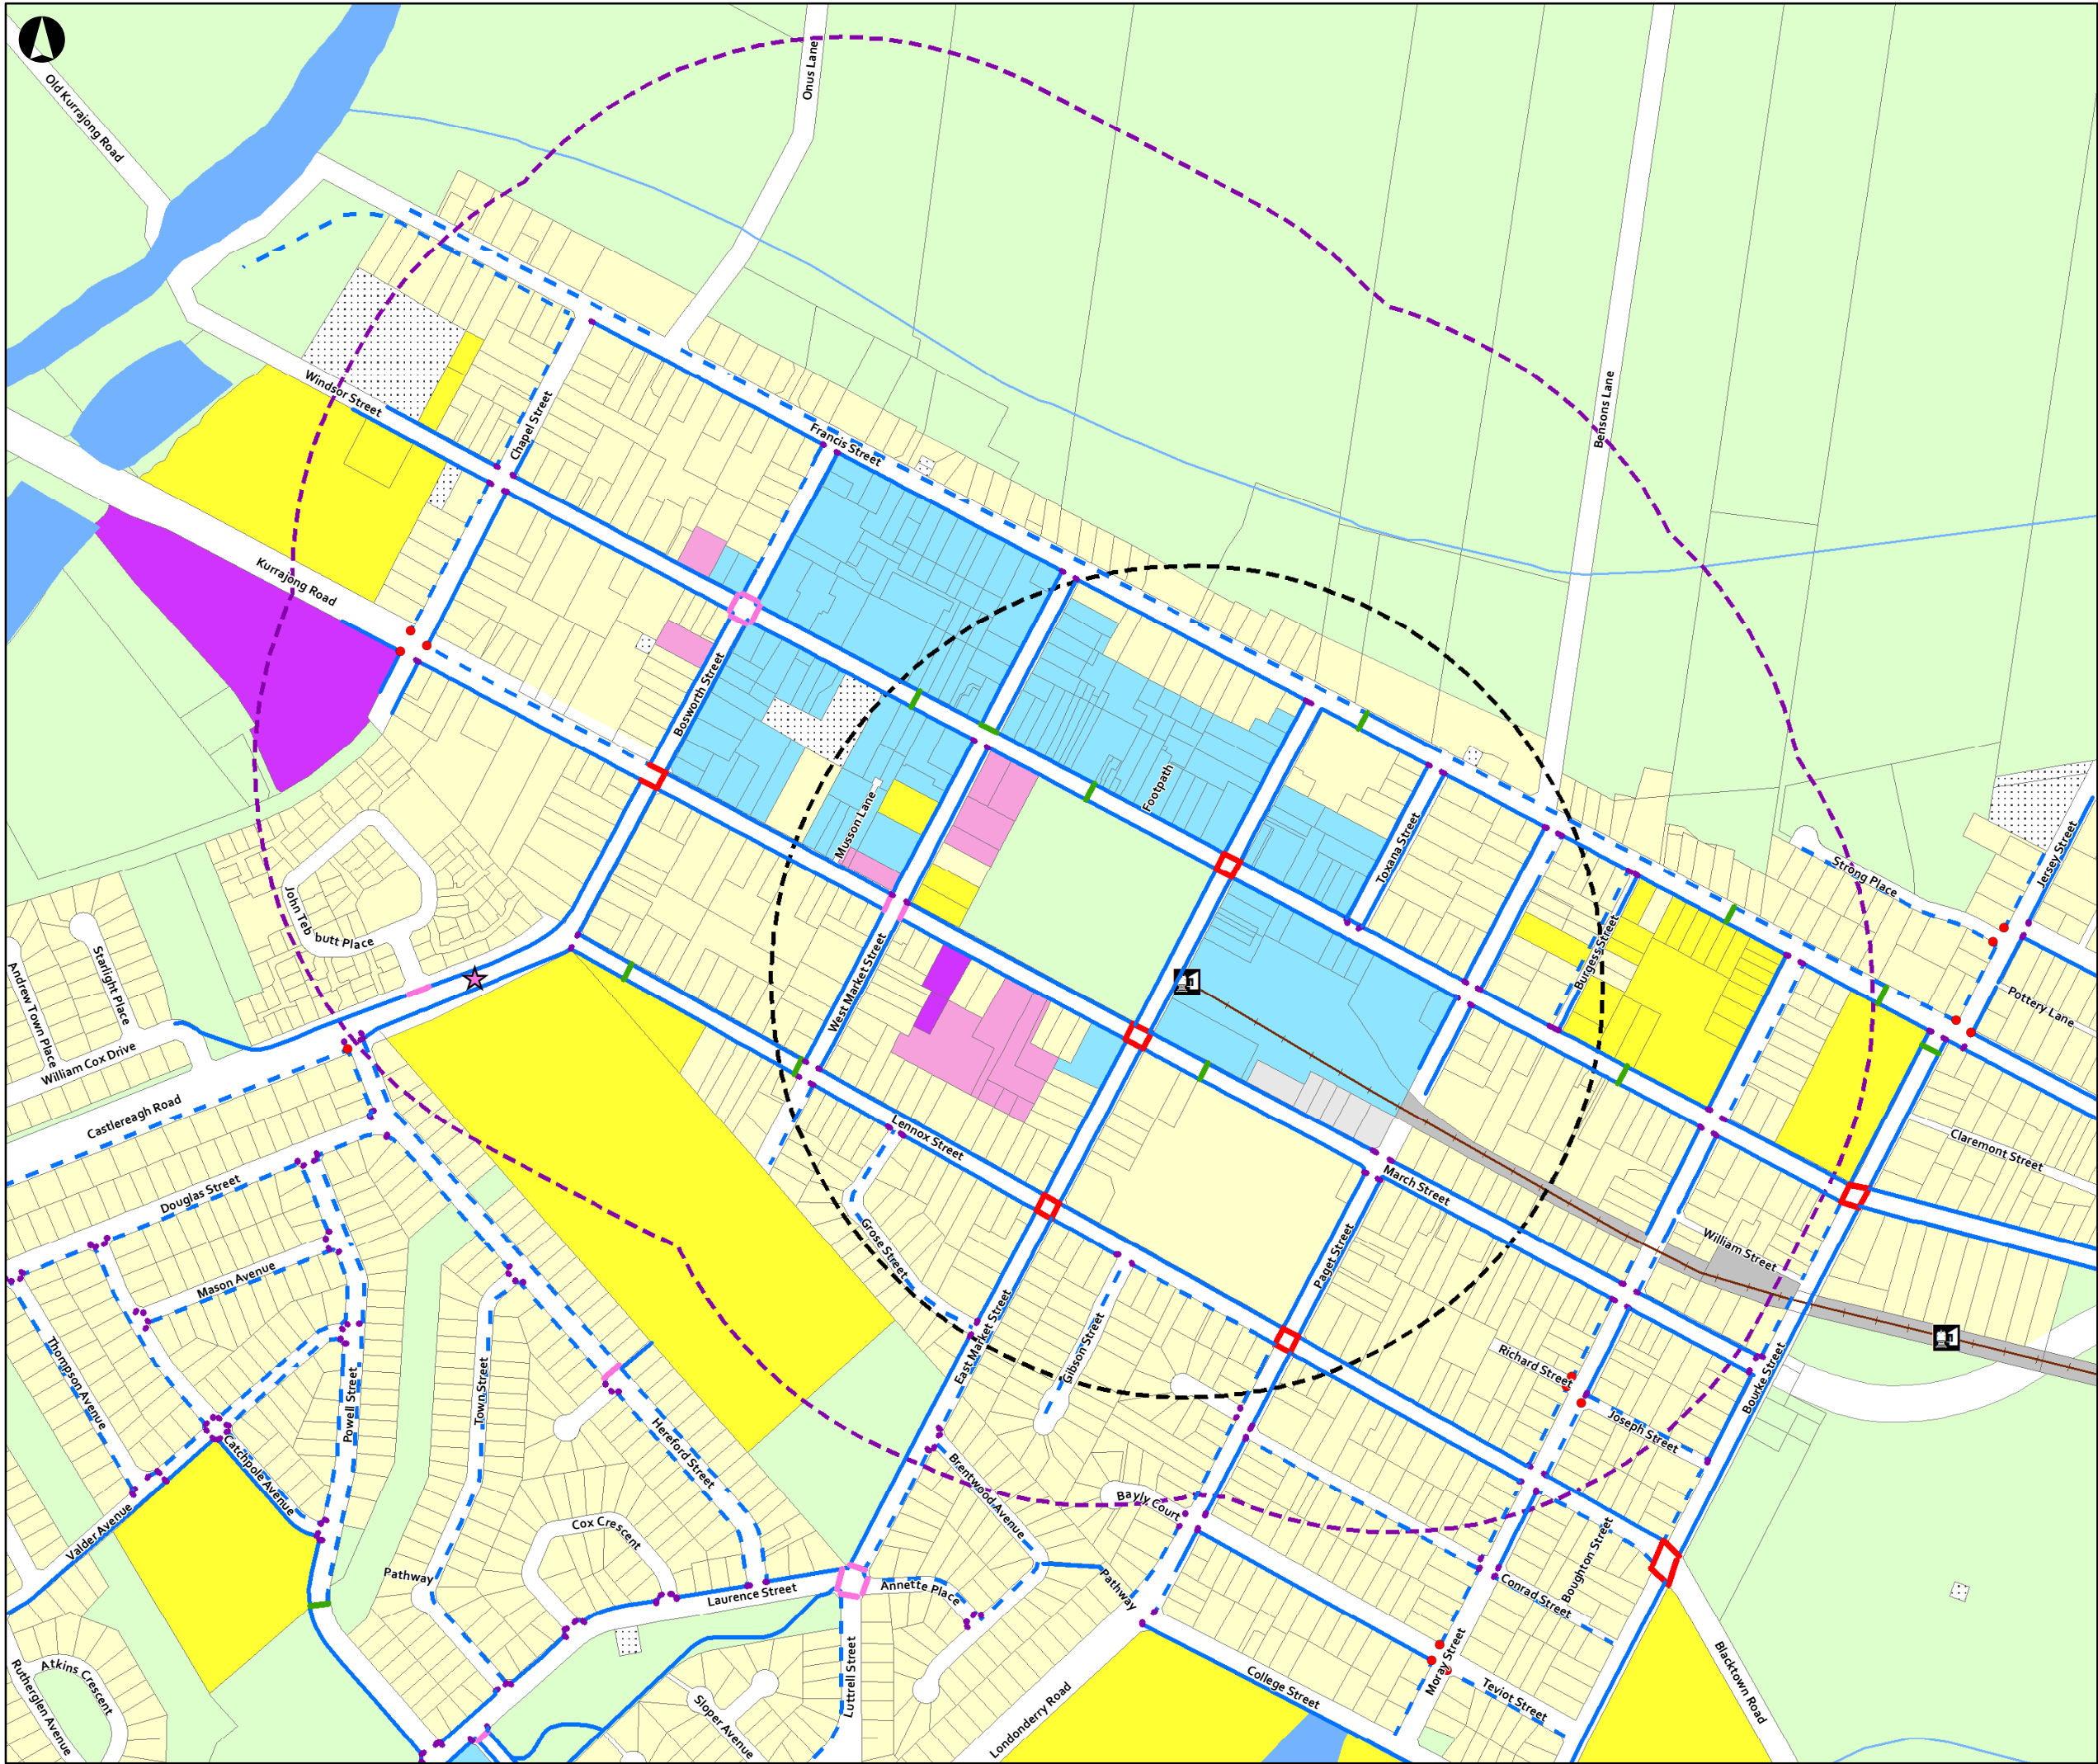 Old Kurrajong Road
Onus Lane
Windsor Street
Chapel Street
Francis Street
Bensons Lane
Kurrajong Road
Bosworth Street
Footpath
Musson Lane
Toxana Street
Strong Place
Jersey Street
John Teb
butt Place
Starlight Place
Andrew Town Place
William Cox Drive
West Market Street
Burgess Street
Pottery Lane
Castlereagh Road
Lennox Street
Claremont Street
March Street
Douglas Street
Grose Street
Paget Street
William Street
Mason Avenue
East Market Street
Gibson Street
Thompson Avenue
Powell Street
Town Street
Richard Street
Bourke Street
Joseph Street
Hereford Street
Catchpole Avenue
Brentwood Avenue
Bayly Court
Valder Avenue
Cox Crescent
Boughton Street
Pathway
Laurence Street
Annette Place
Pathway
Conrad Street
Atkins Crescent
Rutherglen Avenue
Luttrell Street
Sloper Avenue
Londonderry Road
College Street
Moray Street
Teviot Street
Blacktown Road